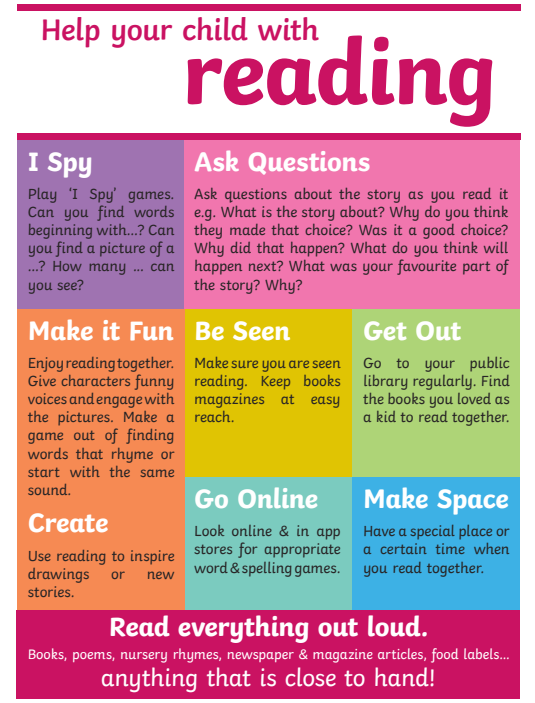 Help your child with
reading
I Spy
Play 'I Spy' games.
Can you find words
beginning with...? Can
you find a picture of a
...? How many ... can
you see?
Ask Questions
Ask questions about the story as you read it
e.g. What is the story about? Why do you think
they made that choice? Was it a good choice?
Why did that happen? What do you think will
happen next? What was your favourite part of
the story? Why?
Make it Fun
Enjoy reading together.
Give characters funny
voices and engage with
the pictures. Make a
game out of finding
words that rhyme or
start with the same
sound.
Create
Use reading to inspire
drawings or new
stories.
Be Seen
Make sure you are seen
reading. Keep books
magazines at easy
reach.
Get Out
Go to your public
library regularly. Find
the books you loved as
a kid to read together.
Go Online
Look online & in app
stores for appropriate
word & spelling games.
Make Space
Have a special place or
a certain time when
you read together.
Read everything out loud.
Books, poems, nursery rhymes, newspaper & magazine articles, food labels...
anything that is close to hand!